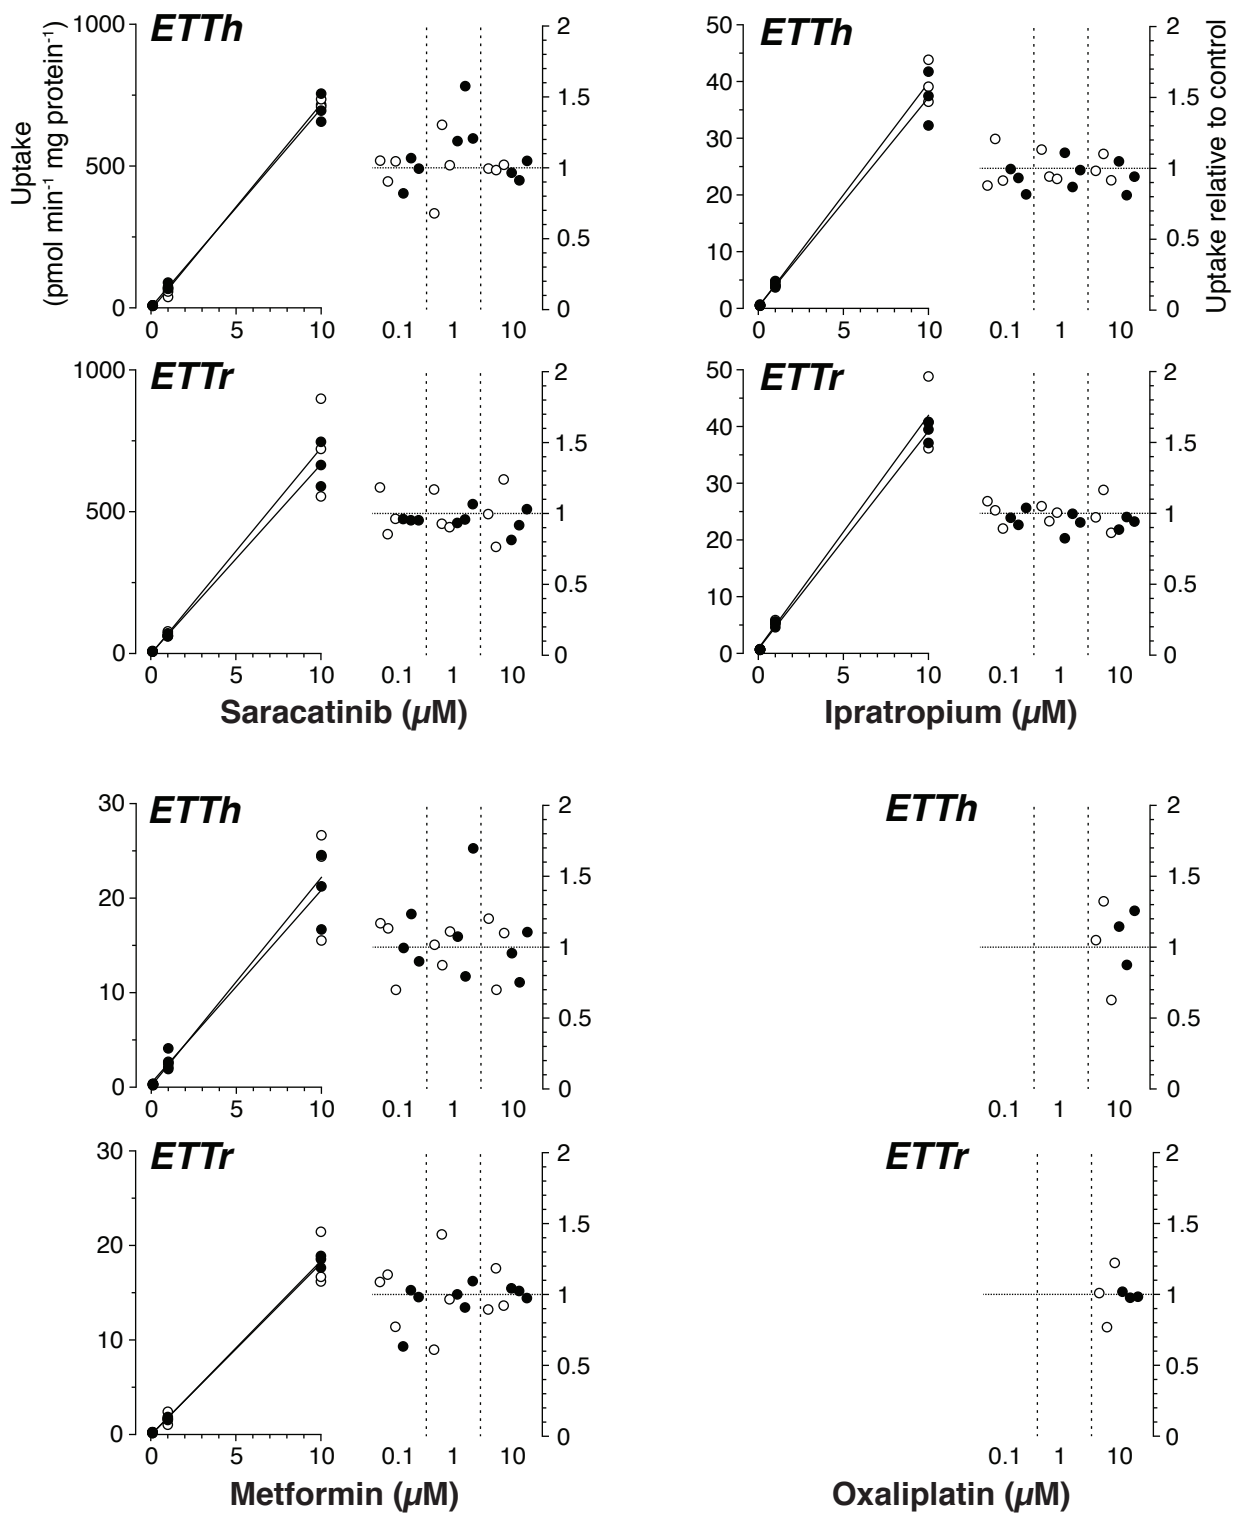 Uptake
(pmol min⁻¹ mg protein⁻¹)
ETTh
1000
500
0
0 5 10
2
1.5
1
0.5
0
0.1 1 10
ETTh
50
40
30
20
10
0
0 5 10
2
1.5
1
0.5
0
0.1 1 10
Uptake relative to control
ETTr
1000
500
0
0 5 10
2
1.5
1
0.5
0
0.1 1 10
Saracatinib (µM)
ETTr
50
40
30
20
10
0
0 5 10
2
1.5
1
0.5
0
0.1 1 10
Ipratropium (µM)
ETTh
30
20
10
0
0 5 10
2
1.5
1
0.5
0
0.1 1 10
ETTh
2
1.5
1
0.5
0
0.1 1 10
ETTr
30
20
10
0
0 5 10
2
1.5
1
0.5
0
0.1 1 10
Metformin (µM)
ETTr
2
1.5
1
0.5
0
0.1 1 10
Oxaliplatin (µM)